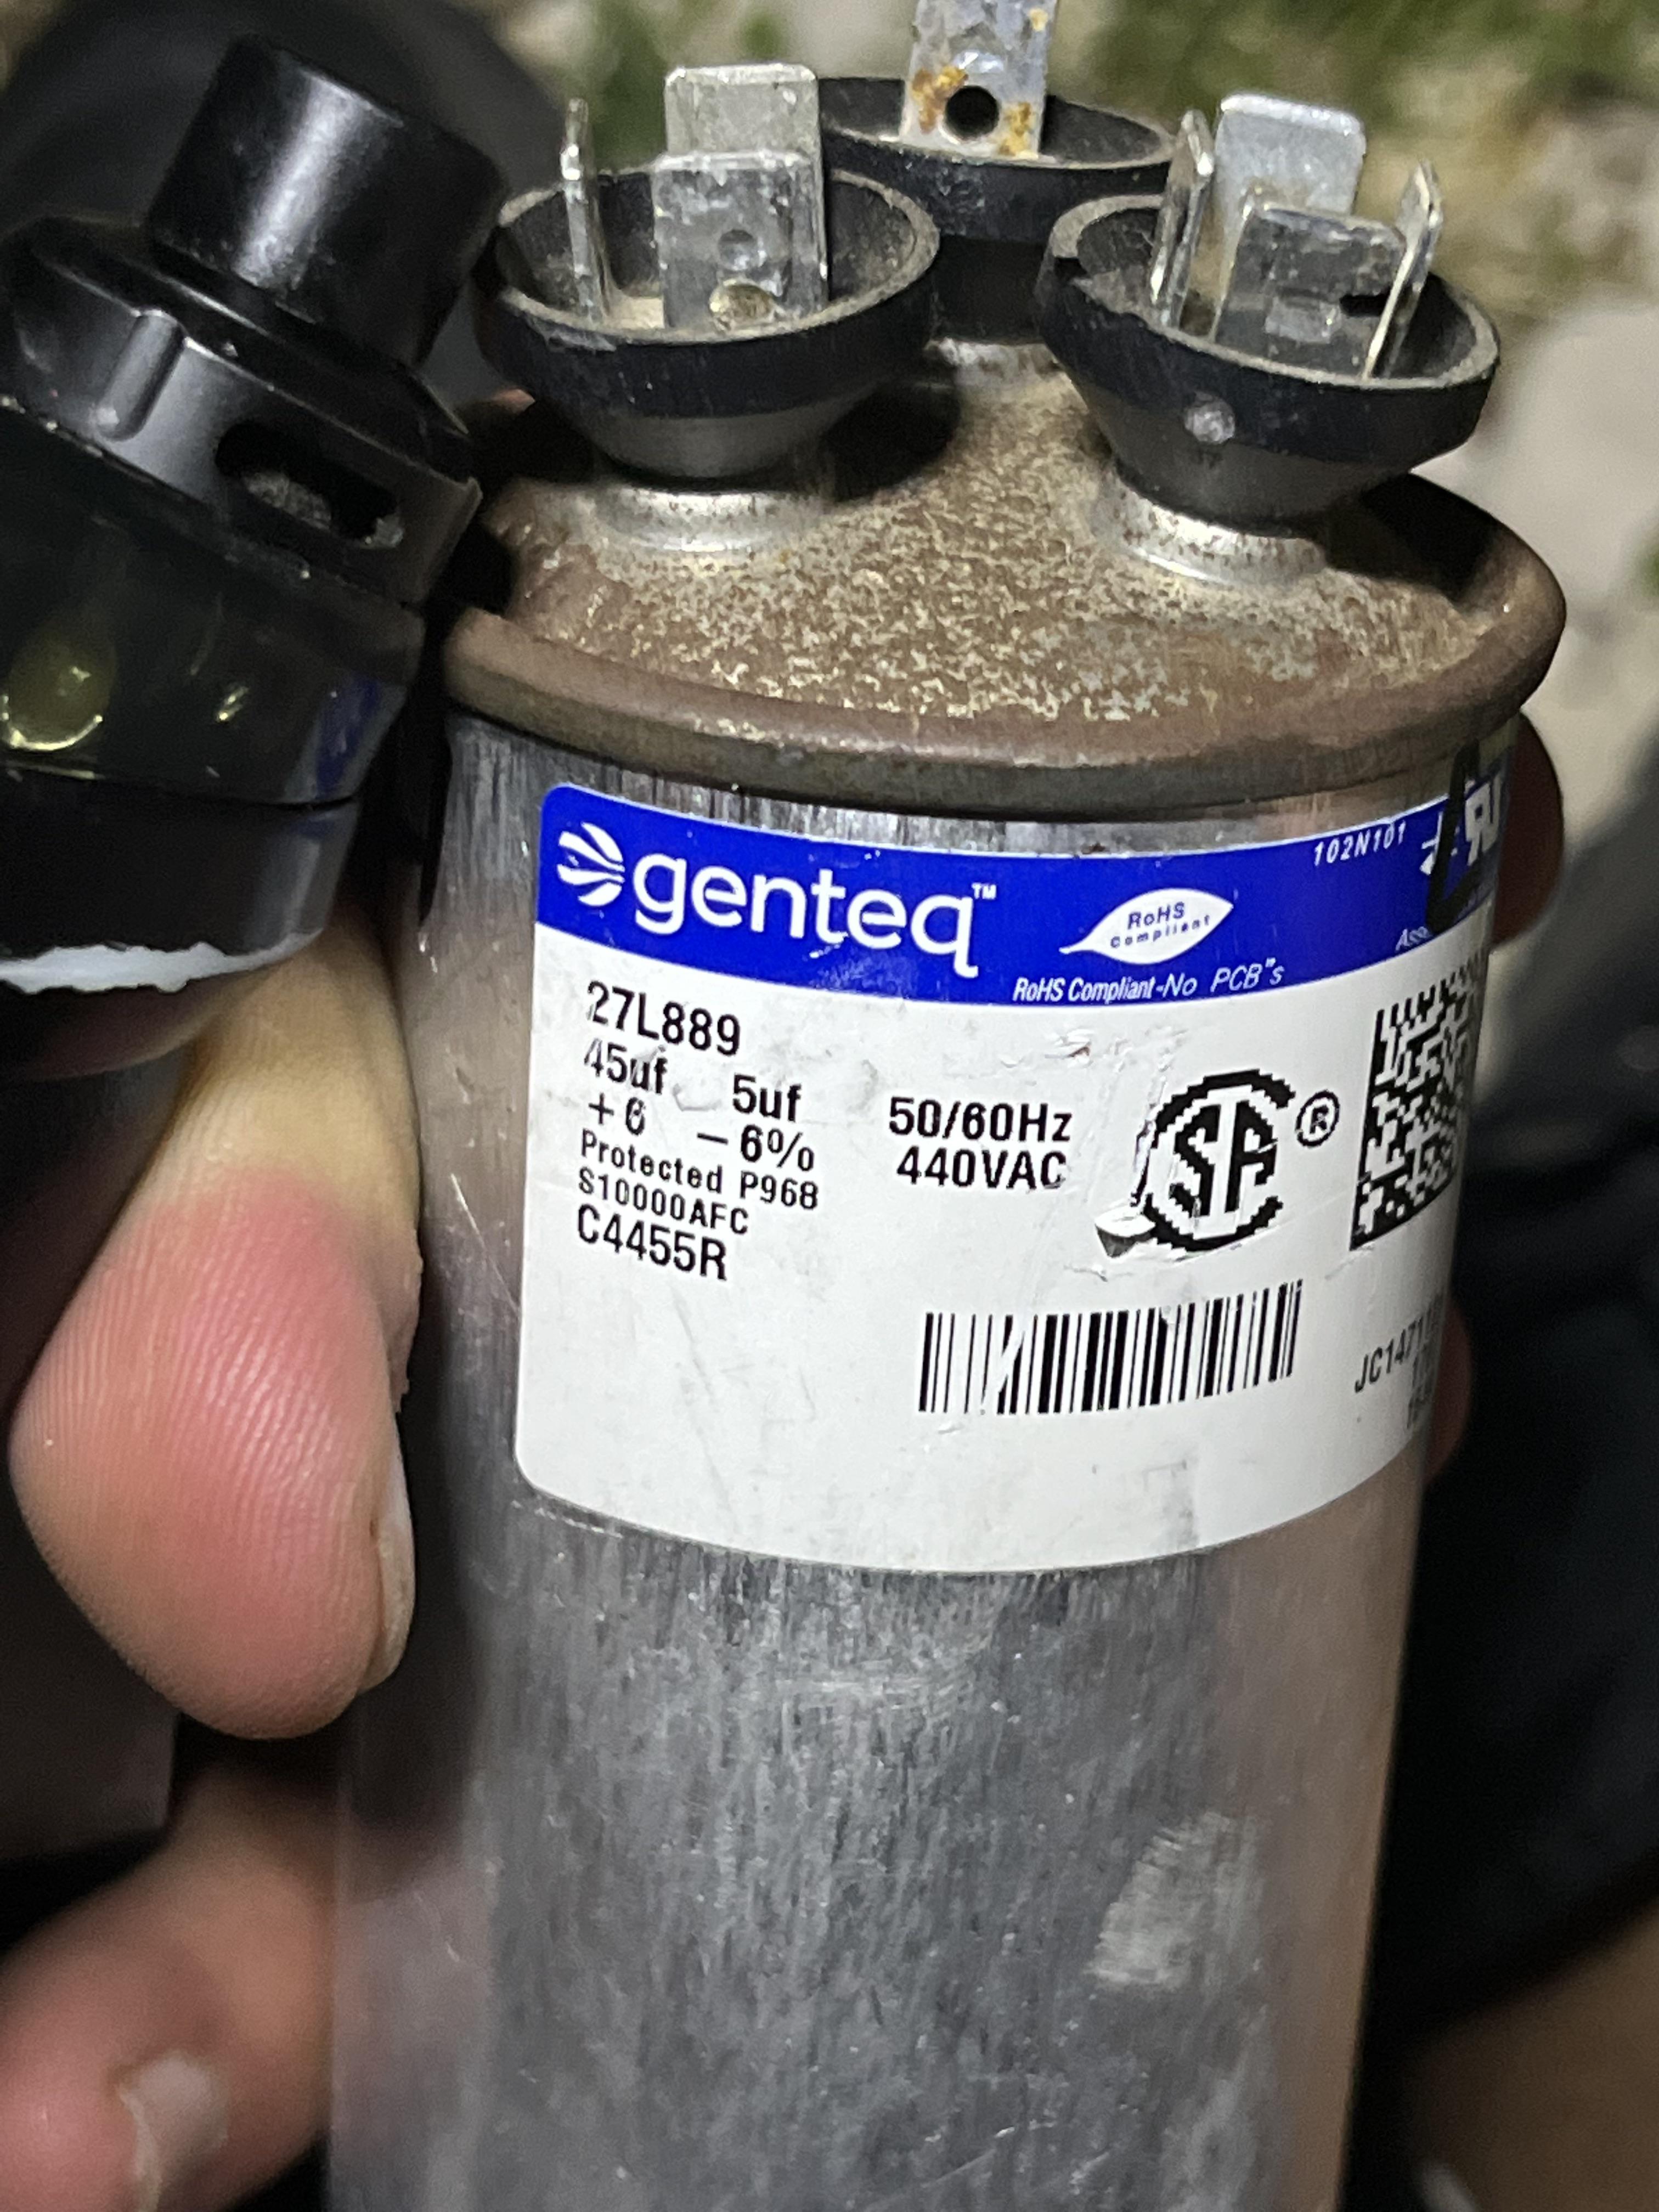 genteq™
RoHS
Compliant
102N101
RoHS Compliant-No PCB"s
27L889
45uf 5uf
+6 -6%
50/60Hz
440VAC
Protected P968
S10000AFC
C4455R
SA ®